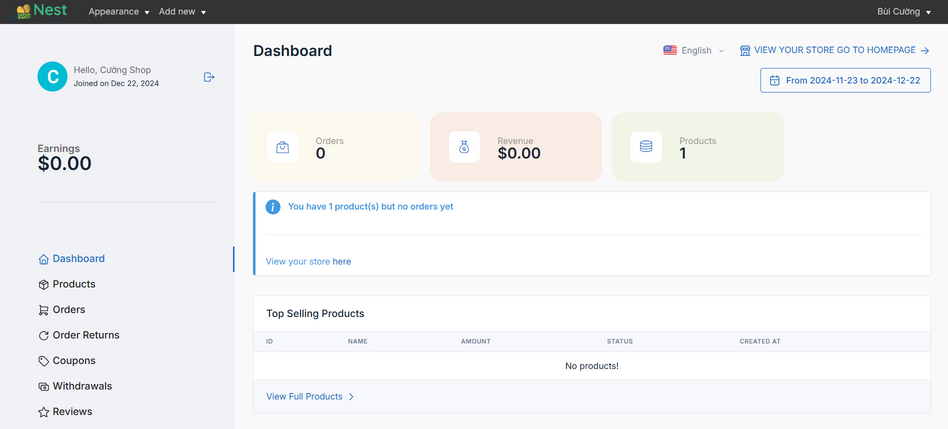 Nest
Appearance
Add new
Bùi Cường
C
Hello, Cường Shop
Joined on Dec 22, 2024
Earnings
$0.00
Dashboard
Products
Orders
Order Returns
Coupons
Withdrawals
Reviews
Dashboard
English
VIEW YOUR STORE GO TO HOMEPAGE
From 2024-11-23 to 2024-12-22
Orders
0
Revenue
$0.00
Products
1
You have 1 product(s) but no orders yet
View your store here
Top Selling Products
ID NAME AMOUNT STATUS CREATED AT
No products!
View Full Products